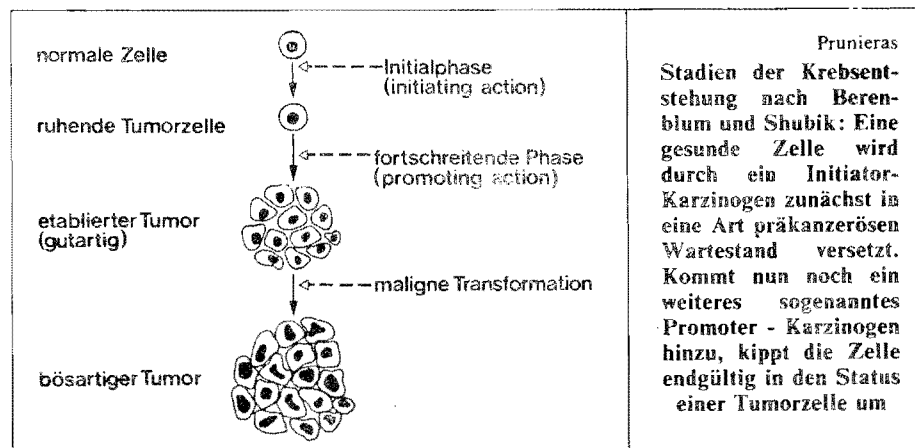 normale Zelle
Initialphase
(initiating action)
ruhende Tumorzelle
fortschreitende Phase
(promoting action)
etablierter Tumor
(gutartig)
maligne Transformation
bösartiger Tumor
Prunieras
Stadien der Krebsent-
stehung nach Beren-
blum und Shubik: Eine
gesunde Zelle wird
durch ein Initiator-
Karzinogen zunächst in
eine Art präkanzerösen
Wartestand versetzt.
Kommt nun noch ein
weiteres sogenanntes
Promoter - Karzinogen
hinzu, kippt die Zelle
endgültig in den Status
einer Tumorzelle um